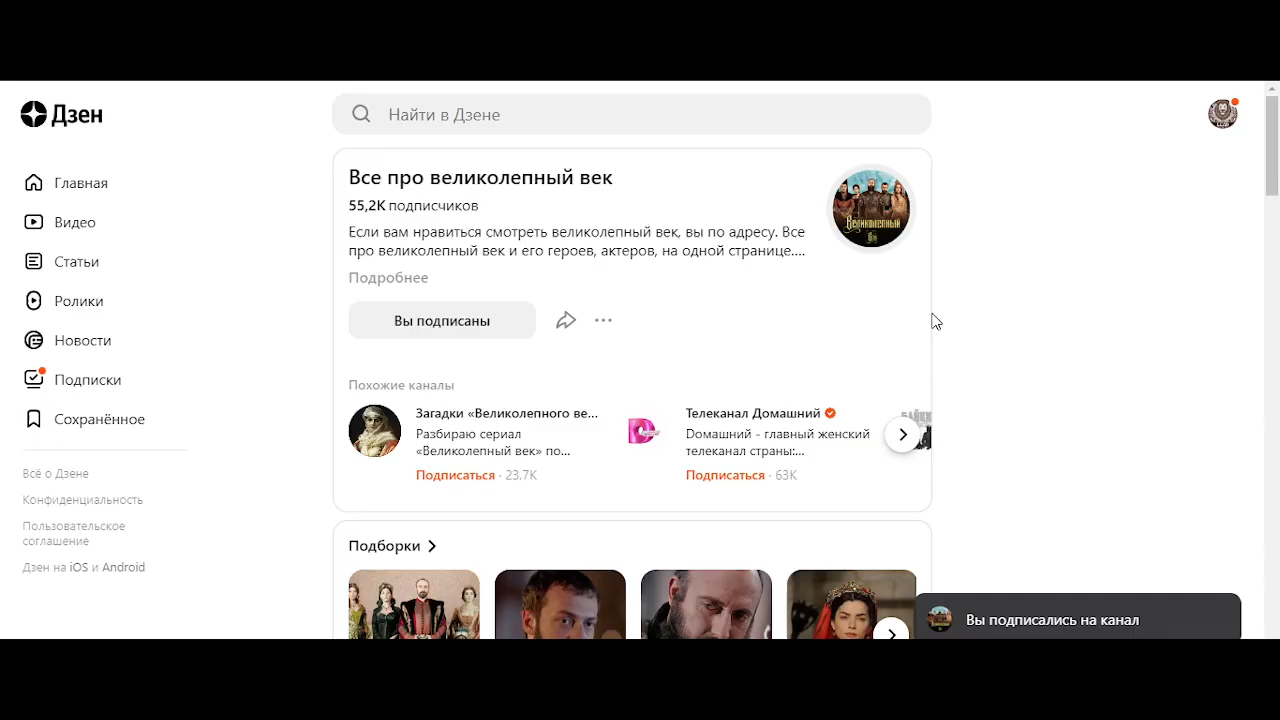 Дзен
Найти в Дзене
Главная
Видео
Статьи
Ролики
Новости
Подписки
Сохранённое
Всё о Дзене
Конфиденциальность
Пользовательское
соглашение
Дзен на iOS и Android
Все про великолепный век
55,2K подписчиков
Если вам нравиться смотреть великолепный век, вы по адресу. Все
про великолепный век и его героев, актеров, на одной странице....
Подробнее
Великолепный
Вы подписаны
Похожие каналы
Загадки «Великолепного ве...
Разбираю сериал
«Великолепный век» по...
Подписаться · 23,7K
Телеканал Домашний
Dомашний - главный женский
телеканал страны:...
Подписаться · 63K
Подборки
Вы подписались на канал